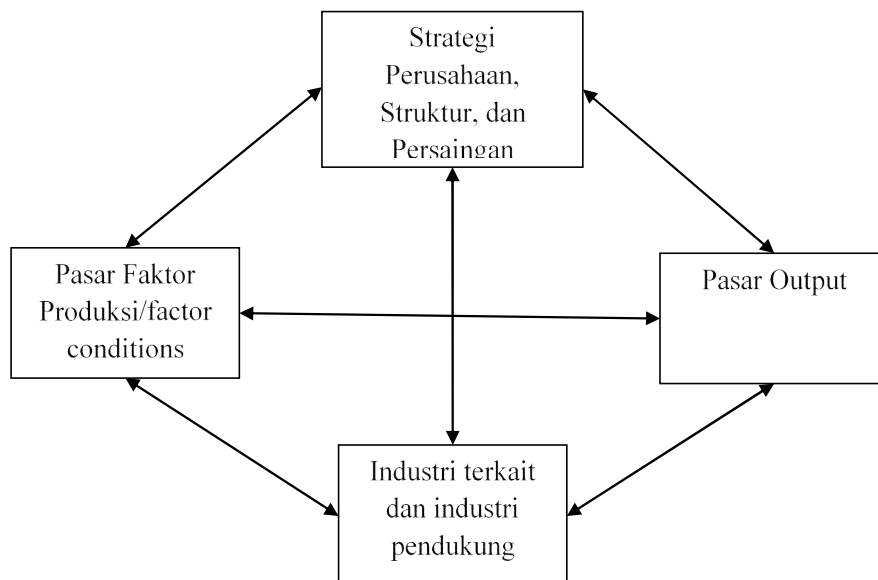 Strategi
Perusahaan,
Struktur, dan
Persaingan
Pasar Faktor
Produksi/factor
conditions
Pasar Output
Industri terkait
dan industri
pendukung